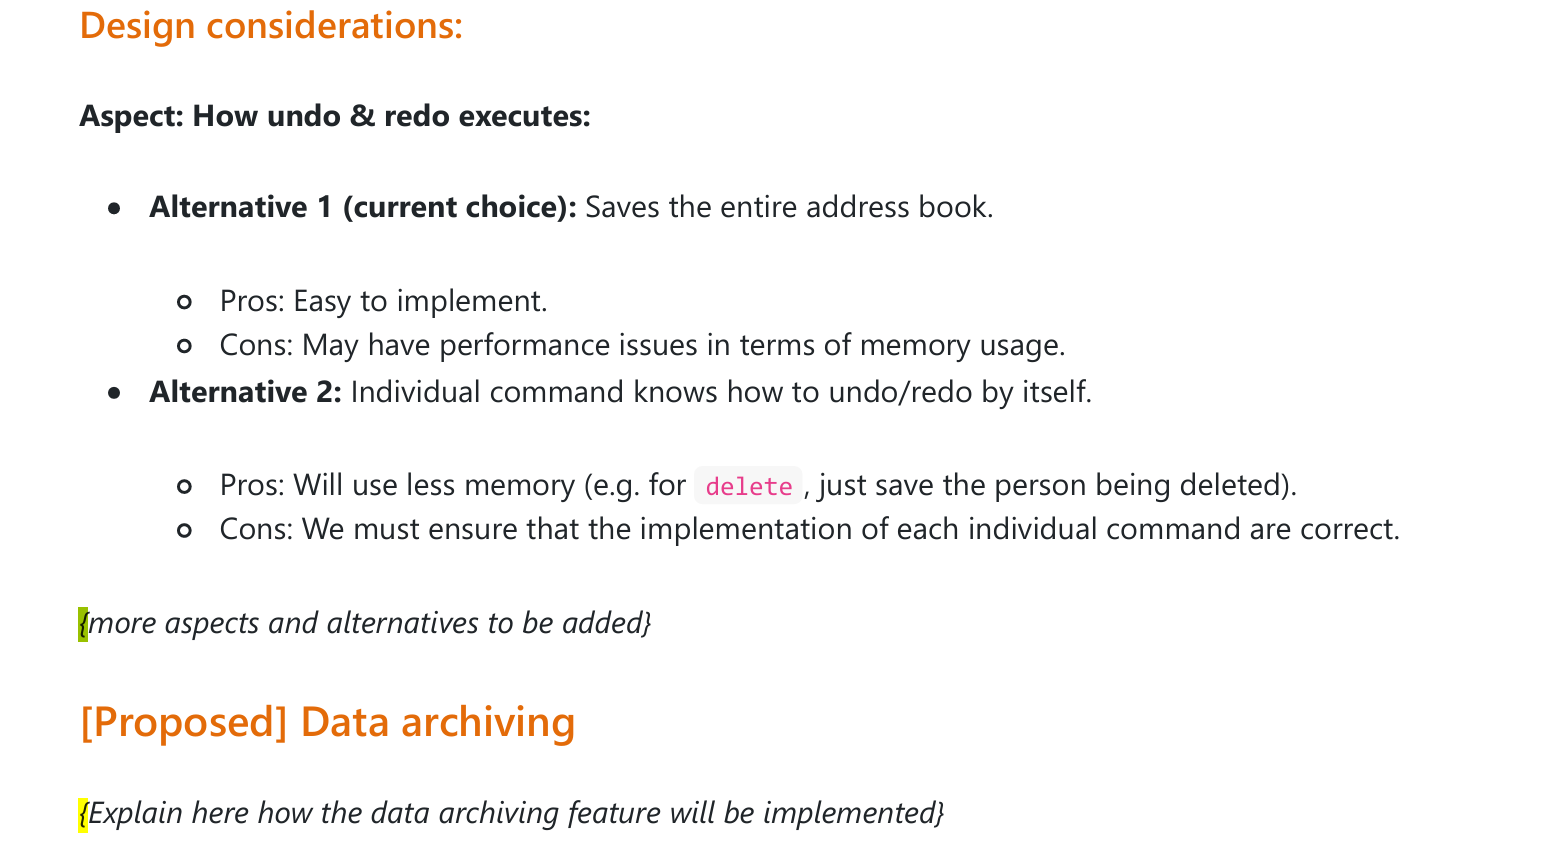 Design considerations:
Aspect: How undo & redo executes:
Alternative 1 (current choice): Saves the entire address book.
Pros: Easy to implement.
Cons: May have performance issues in terms of memory usage.
Alternative 2: Individual command knows how to undo/redo by itself.
Pros: Will use less memory (e.g. for delete, just save the person being deleted).
Cons: We must ensure that the implementation of each individual command are correct.
{more aspects and alternatives to be added}
[Proposed] Data archiving
{Explain here how the data archiving feature will be implemented}